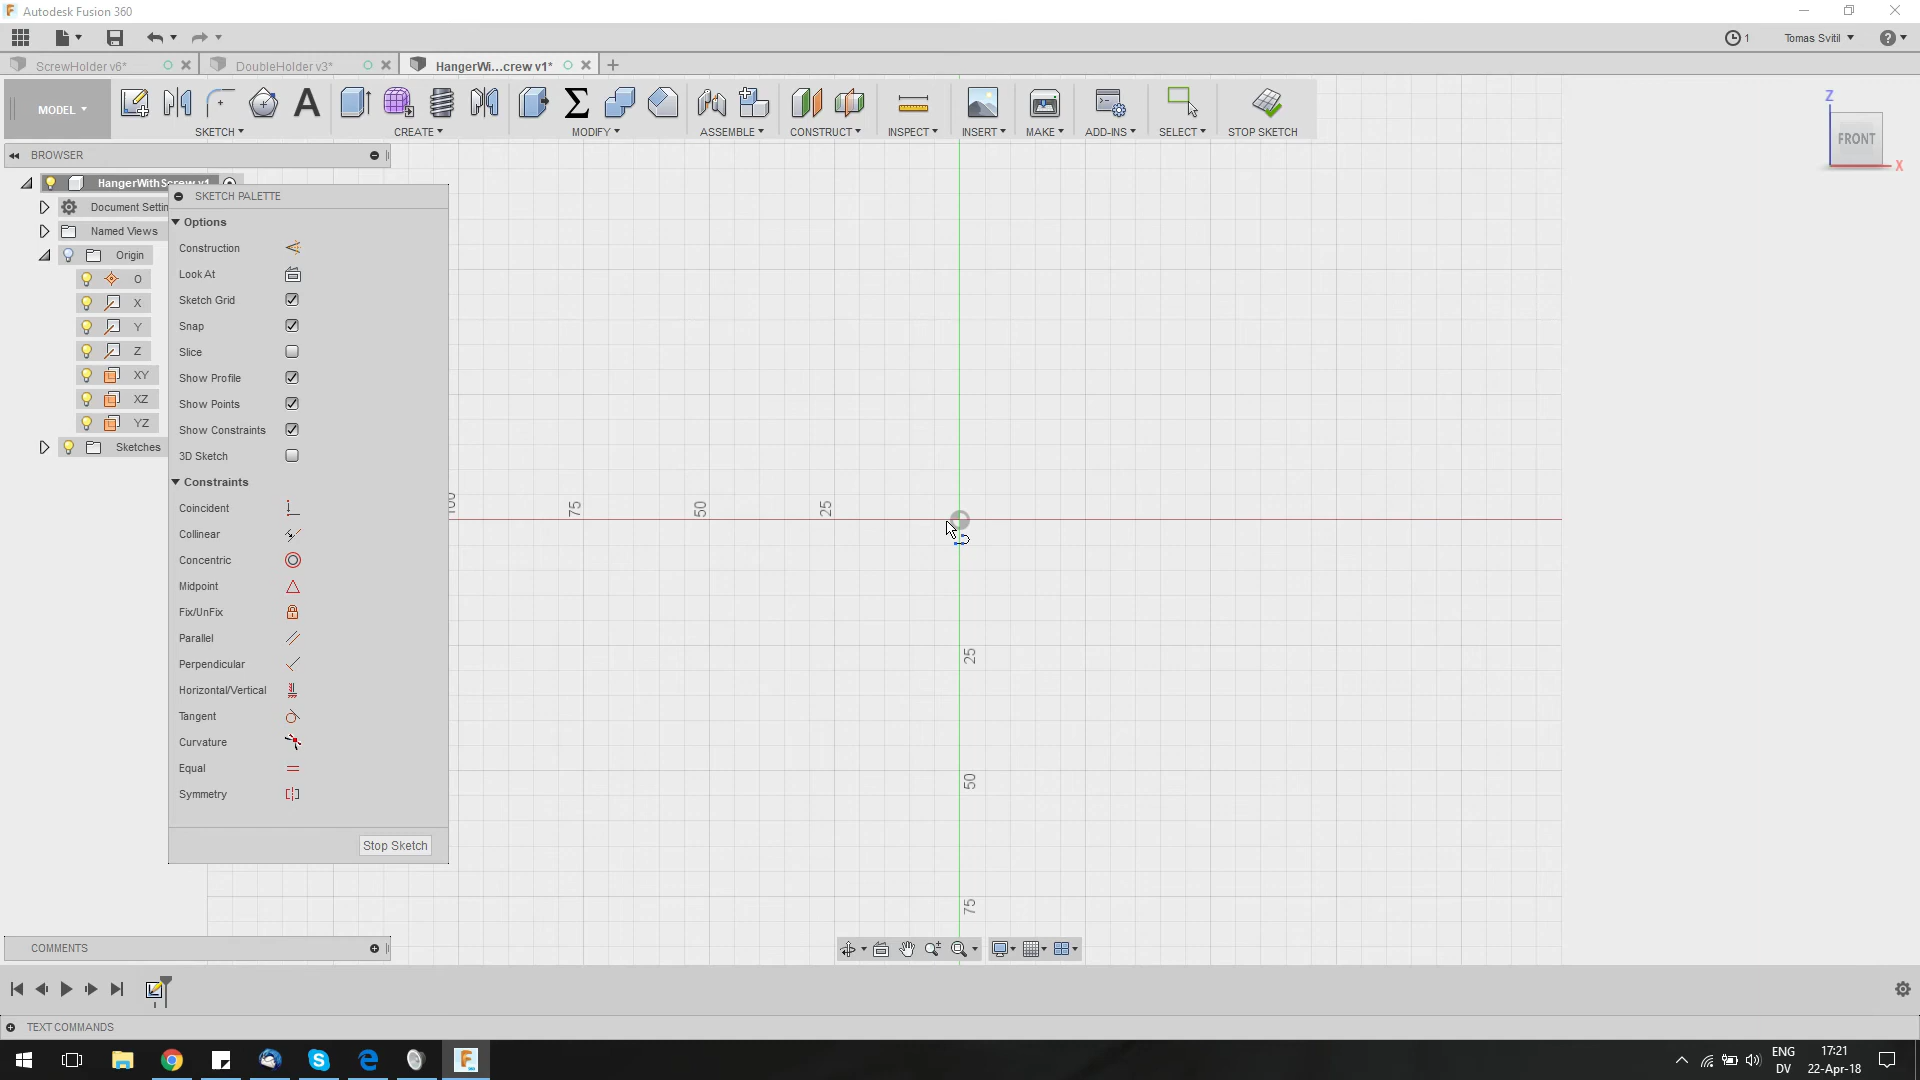 Autodesk Fusion 360
1
Tomas Svitil
ScrewHolder v6*
DoubleHolder v3*
HangerWi...crew v1*
MODEL
SKETCH
CREATE
MODIFY
ASSEMBLE
CONSTRUCT
INSPECT
INSERT
MAKE
ADD-INS
SELECT
STOP SKETCH
Z
FRONT
X
BROWSER
HangerWithScrew v1
Document Settin
Named Views
Origin
O
X
Y
Z
XY
XZ
YZ
Sketches
SKETCH PALETTE
Options
Construction
Look At
Sketch Grid
Snap
Slice
Show Profile
Show Points
Show Constraints
3D Sketch
Constraints
Coincident
Collinear
Concentric
Midpoint
Fix/UnFix
Parallel
Perpendicular
Horizontal/Vertical
Tangent
Curvature
Equal
Symmetry
Stop Sketch
100
75
50
25
25
50
75
COMMENTS
TEXT COMMANDS
ENG
DV
17:21
22-Apr-18